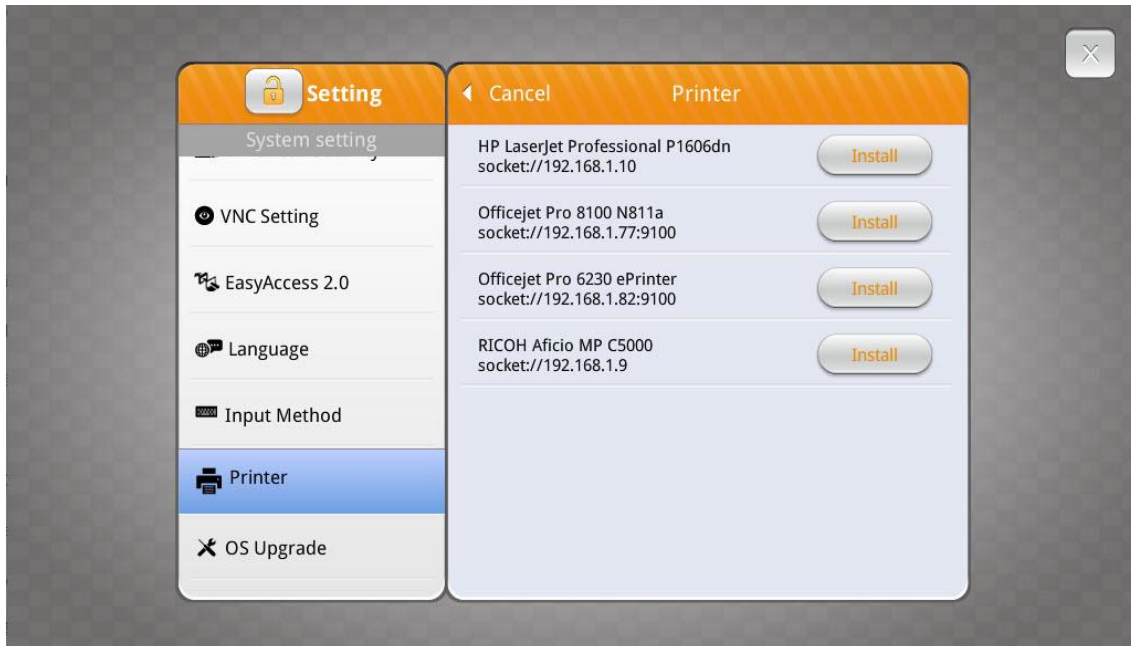 Setting
System setting
VNC Setting
EasyAccess 2.0
Language
Input Method
Printer
OS Upgrade
Cancel
Printer
HP LaserJet Professional P1606dn
socket://192.168.1.10
Install
Officejet Pro 8100 N811a
socket://192.168.1.77:9100
Install
Officejet Pro 6230 ePrinter
socket://192.168.1.82:9100
Install
RICOH Aficio MP C5000
socket://192.168.1.9
Install
X